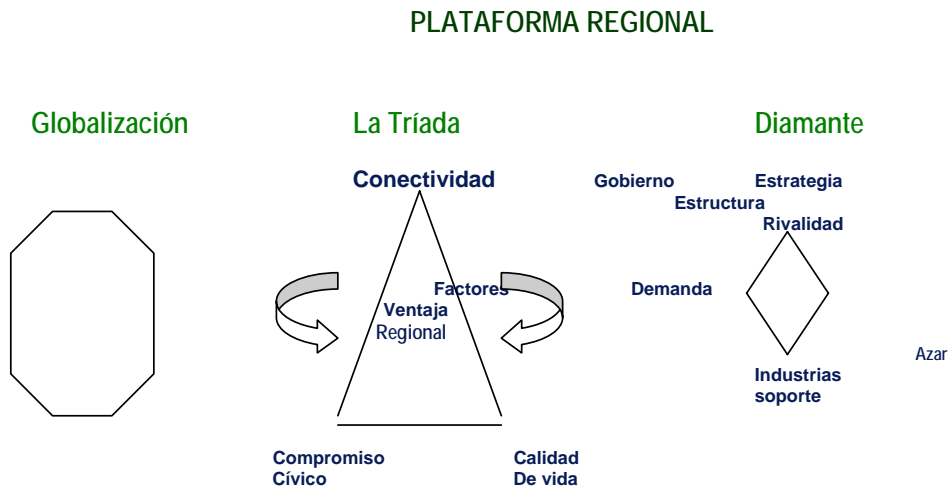 PLATAFORMA REGIONAL
Globalización
La Tríada
Diamante
Conectividad
Gobierno
Estrategia
Estructura
Rivalidad
Factores
Demanda
Ventaja
Regional
Azar
Industrias
soporte
Compromiso
Cívico
Calidad
De vida